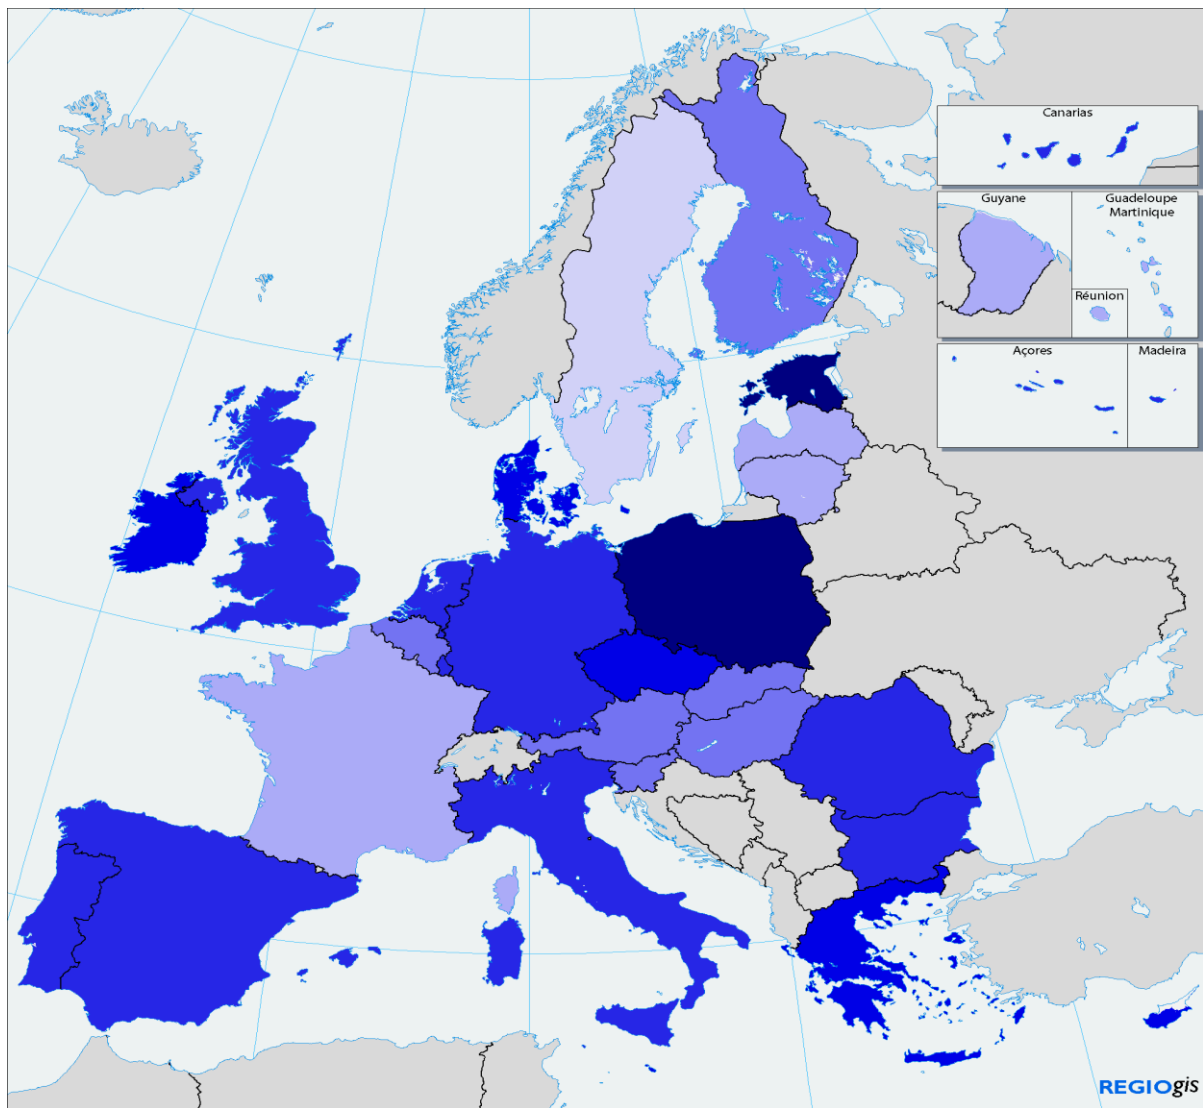 Canarias
Guyane
Guadeloupe
Martinique
Réunion
Açores
Madeira
REGIOgis